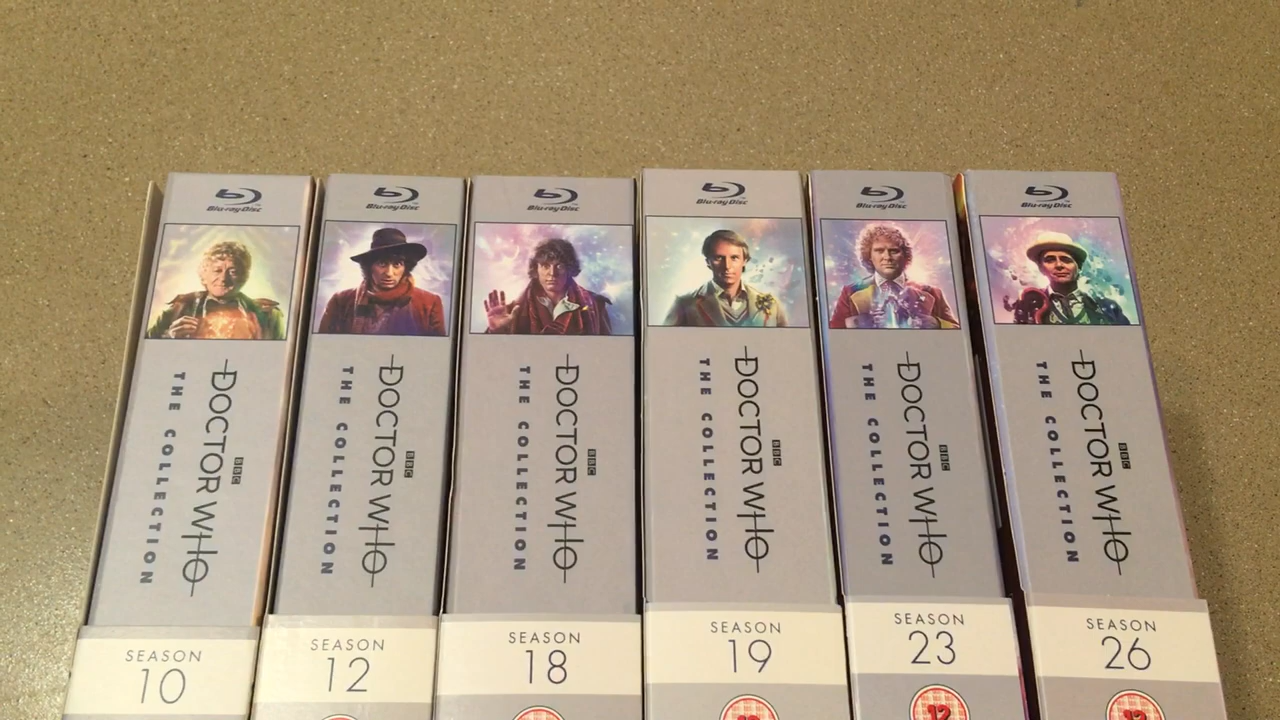 Blu-ray Disc
BBC
DOCTOR WHO
THE COLLECTION
SEASON
10
Blu-ray Disc
BBC
DOCTOR WHO
THE COLLECTION
SEASON
12
Blu-ray Disc
BBC
DOCTOR WHO
THE COLLECTION
SEASON
18
Blu-ray Disc
BBC
DOCTOR WHO
THE COLLECTION
SEASON
19
12
Blu-ray Disc
BBC
DOCTOR WHO
THE COLLECTION
SEASON
23
12
Blu-ray Disc
BBC
DOCTOR WHO
THE COLLECTION
SEASON
26
12